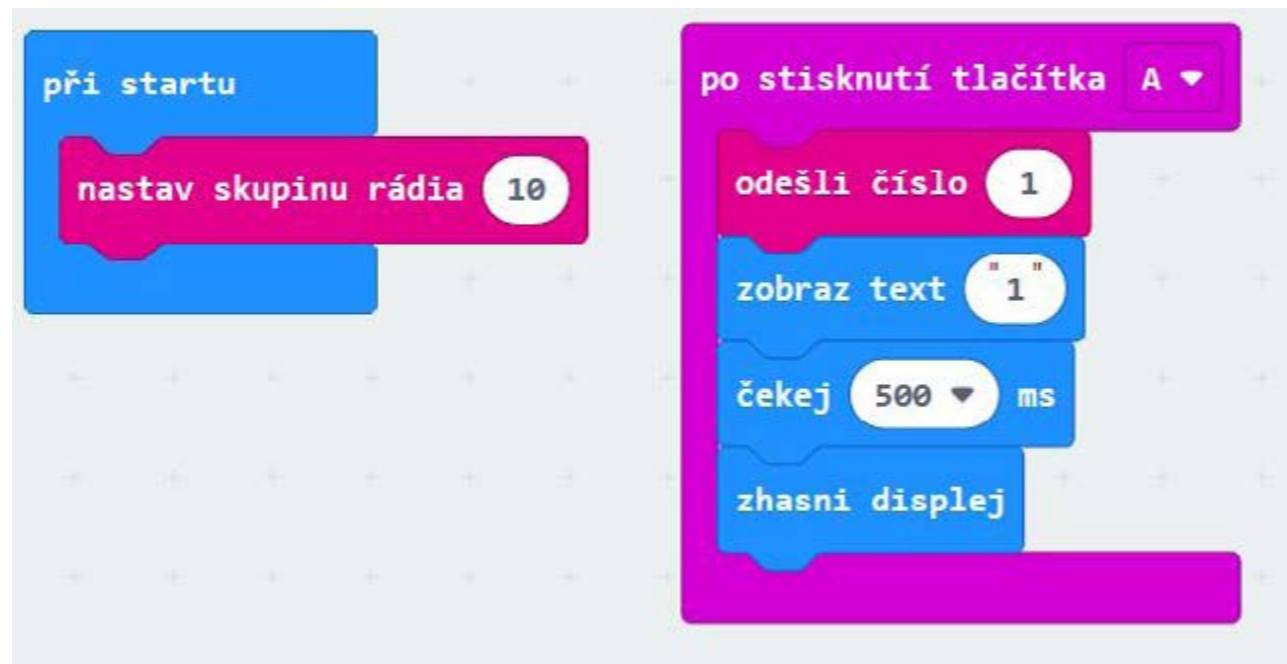 při startu
nastav skupinu rádia 10
po stisknutí tlačítka A
odešli číslo 1
zobraz text "1"
čekej 500 ms
zhasni displej